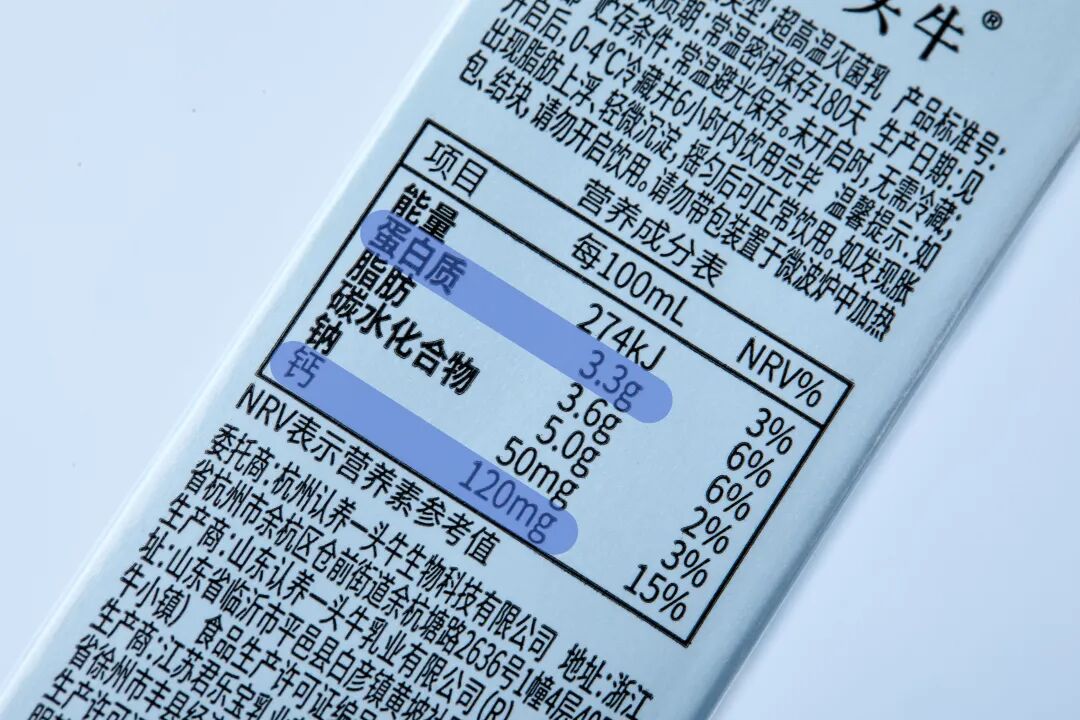 头牛®
类型:超高温灭菌乳 产品标准号:
保质期:常温密闭保存180天 生产日期:见
贮存条件:常温避光保存。未开启时,无需冷藏;
开启后,0-4℃冷藏并6小时内饮用完毕 温馨提示:如
出现脂肪上浮、轻微沉淀,摇匀后可正常饮用。如发现胀
包、结块,请勿开启饮用。请勿带包装置于微波炉中加热
营养成分表
项目 每100mL NRV%
能量 274kJ 3%
蛋白质 3.3g 6%
脂肪 3.6g 6%
碳水化合物 5.0g 2%
钠 50mg 3%
钙 120mg 15%
NRV表示营养素参考值
委托商:杭州认养一头牛生物科技有限公司 地址:浙江
省杭州市余杭区仓前街道余杭塘路2636号1幢4层
生产商:山东认养一头牛乳业有限公司(R)
址:山东省临沂市平邑县白彦镇黄坡社
牛小镇) 食品生产许可证编号
生产商:江苏君乐宝乳业
省徐州市丰县经济
生产许可证